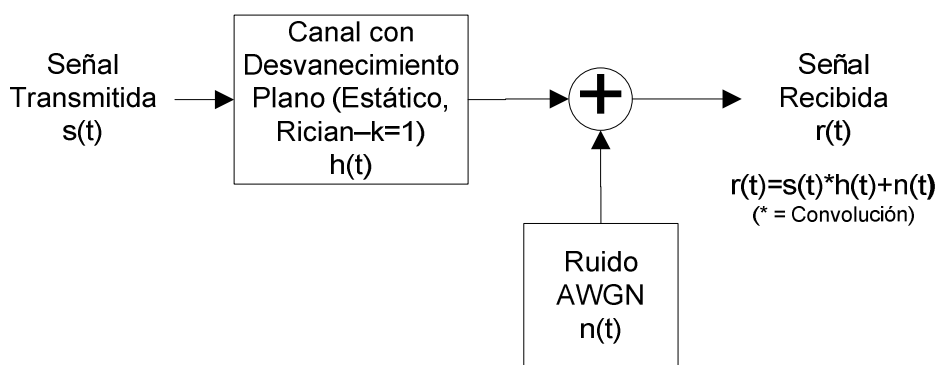 Señal
Transmitida
s(t)
Canal con
Desvanecimiento
Plano (Estático,
Rician–k=1)
h(t)
+
Señal
Recibida
r(t)
r(t)=s(t)*h(t)+n(t)
(* = Convolución)
Ruido
AWGN
n(t)